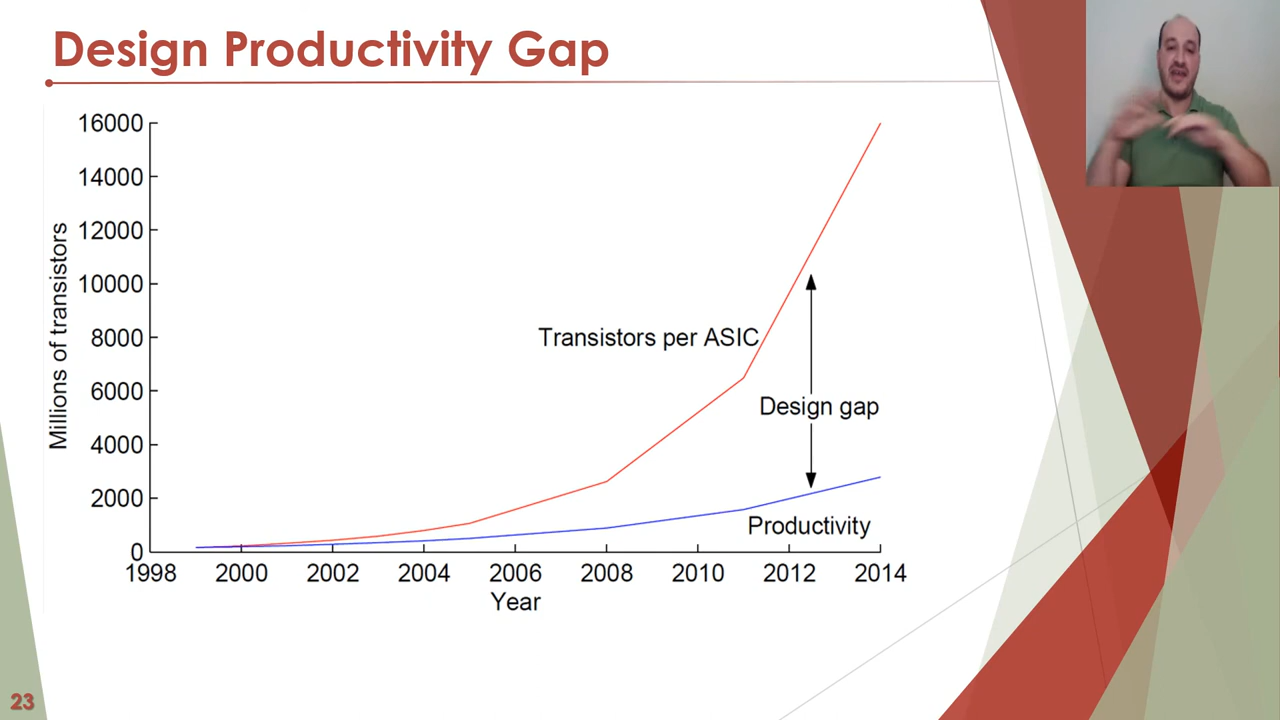 Design Productivity Gap
16000
14000
12000
10000
8000
6000
4000
2000
0
Millions of transistors
Transistors per ASIC
Design gap
Productivity
1998 2000 2002 2004 2006 2008 2010 2012 2014
Year
23